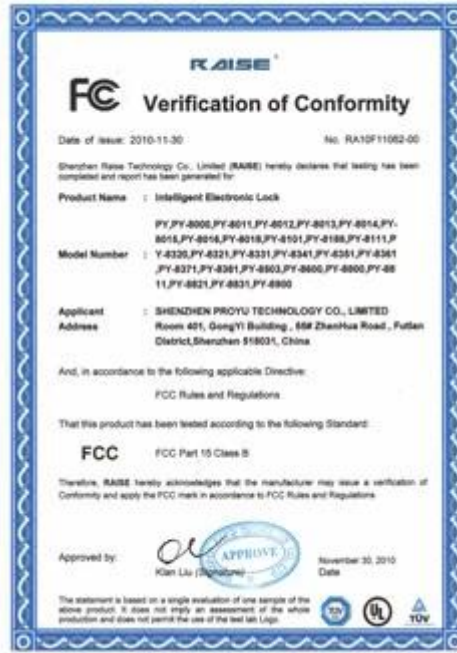 RAISE
FC
Verification of Conformity
Date of issue: 2010-11-30 No. RA10F11062-00
Shenzhen Raise Technology Co., Limited (RAISE) hereby declares that testing has been
completed and report has been generated for
Product Name : Intelligent Electronic Lock
PY,PY-8000,PY-8011,PY-8012,PY-8013,PY-8014,PY-
8015,PY-8016,PY-8018,PY-8101,PY-8188,PY-8111,P
Model Number : Y-8320,PY-8321,PY-8331,PY-8341,PY-8351,PY-8361
,PY-8371,PY-8381,PY-8503,PY-8600,PY-8800,PY-88
11,PY-8821,PY-8831,PY-8900
Applicant : SHENZHEN PROYU TECHNOLOGY CO., LIMITED
Address Room 401, GongYi Building , 88# ZhenHua Road , Futian
District,Shenzhen 518031, China
And, in accordance to the following applicable Directive:
FCC Rules and Regulations
That this product has been tested according to the following Standard:
FCC FCC Part 15 Class B
Therefore, RAISE hereby acknowledges that the manufacturer may issue a verification of
Conformity and apply the FCC mark in accordance to FCC Rules and Regulations
Approved by: APPROVE November 30, 2010
Kian Liu (Signature) Date
The statement is based on a single evaluation of one sample of the
above product. It does not imply an assessment of the whole
production and does not permit the use of the test lab Logo.
TUV UL TÜV